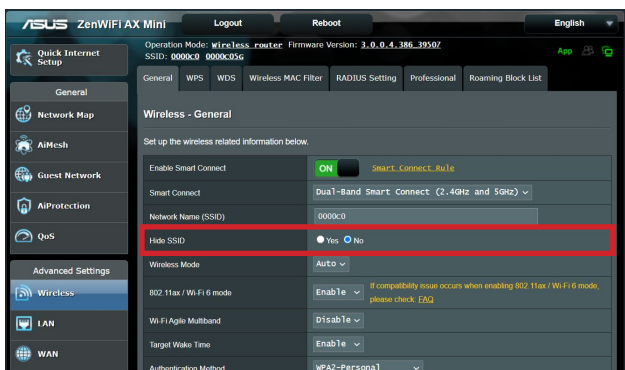 ASUS ZenWiFi AX Mini Logout Reboot English
Quick Internet Setup
Operation Mode: Wireless router Firmware Version: 3.0.0.4.386_39507
SSID: 0000c0 0000c05G
App
General WPS WDS Wireless MAC Filter RADIUS Setting Professional Roaming Block List
General
Network Map
AiMesh
Guest Network
AiProtection
QoS
Advanced Settings
Wireless
LAN
WAN
Wireless - General
Set up the wireless related information below.
Enable Smart Connect ON Smart Connect Rule
Smart Connect Dual-Band Smart Connect (2.4GHz and 5GHz)
Network Name (SSID) 0000c0
Hide SSID Yes No
Wireless Mode Auto
802.11ax / Wi-Fi 6 mode Enable If compatibility issue occurs when enabling 802.11ax / Wi-Fi 6 mode,
please check: FAQ
Wi-Fi Agile Multiband Disable
Target Wake Time Enable
Authentication Method WPA2-Personal